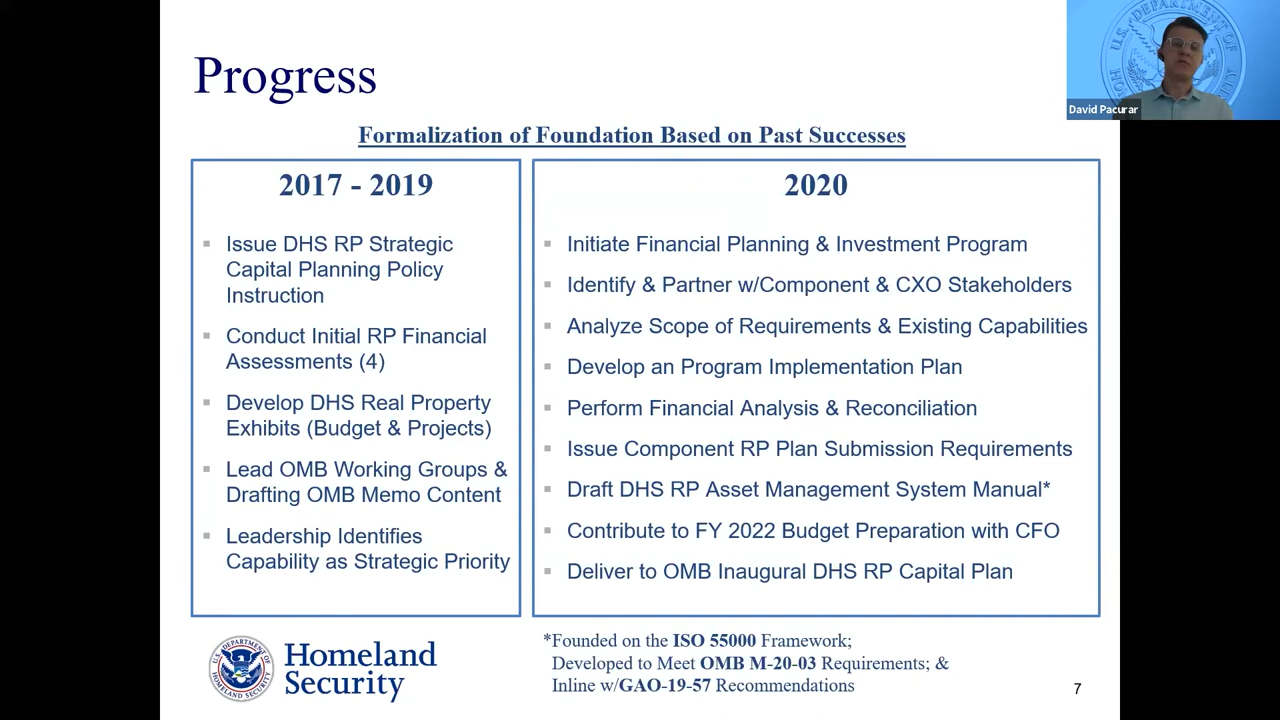 Progress
David Pacurar
Formalization of Foundation Based on Past Successes
2017 - 2019
Issue DHS RP Strategic
Capital Planning Policy
Instruction
Conduct Initial RP Financial
Assessments (4)
Develop DHS Real Property
Exhibits (Budget & Projects)
Lead OMB Working Groups &
Drafting OMB Memo Content
Leadership Identifies
Capability as Strategic Priority
2020
Initiate Financial Planning & Investment Program
Identify & Partner w/Component & CXO Stakeholders
Analyze Scope of Requirements & Existing Capabilities
Develop an Program Implementation Plan
Perform Financial Analysis & Reconciliation
Issue Component RP Plan Submission Requirements
Draft DHS RP Asset Management System Manual*
Contribute to FY 2022 Budget Preparation with CFO
Deliver to OMB Inaugural DHS RP Capital Plan
U.S. DEPARTMENT OF
HOMELAND SECURITY
Homeland
Security
*Founded on the ISO 55000 Framework;
Developed to Meet OMB M-20-03 Requirements; &
Inline w/GAO-19-57 Recommendations
7